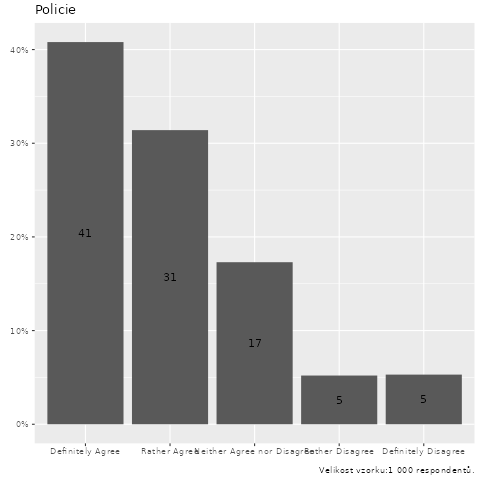 Policie
40%
30%
20%
10%
0%
41
31
17
5
5
Definitely Agree
Rather Agree
Neither Agree nor Disagree
Rether Disagree
Definitely Disagree
Velikost vzorku:1 000 respondentů.